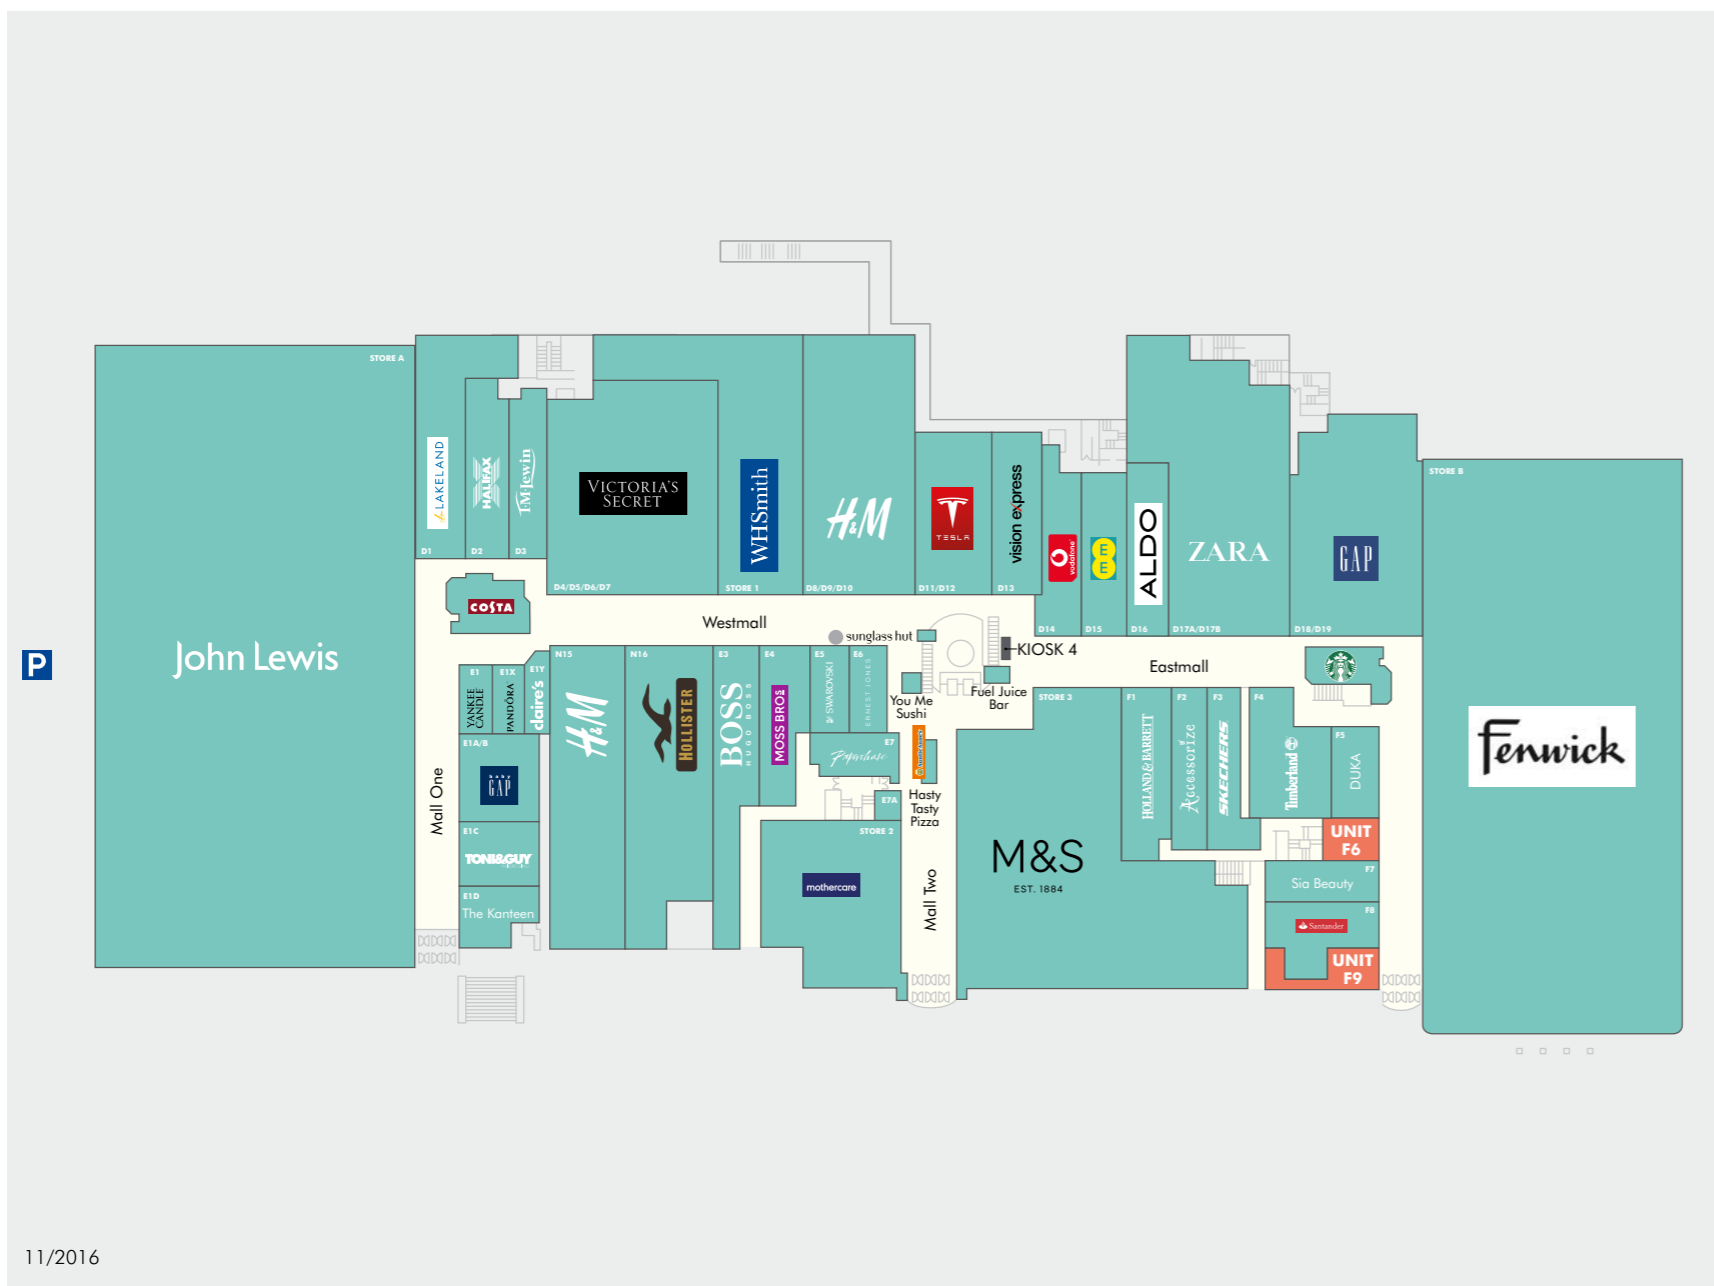 STORE A
John Lewis
P
LAKELAND
D1
HALIFAX
D2
T·M·Lewin
D3
VICTORIA'S
SECRET
D4/D5/D6/D7
WHSmith
STORE 1
H&M
D8/D9/D10
TESLA
D11/D12
vision express
D13
vodafone
D14
EE
D15
ALDO
D16
ZARA
D17A/D17B
GAP
D18/D19
STORE B
Fenwick
COSTA
Westmall
sunglass hut
KIOSK 4
Eastmall
You Me
Sushi
Fuel Juice
Bar
Hasty
Tasty
Pizza
Mall One
Mall Two
E1
YANKEE
CANDLE
E1X
PANDORA
E1Y
claire's
E1A/B
baby
GAP
E1C
TONI&GUY
E1D
The Kanteen
N15
H&M
N16
HOLLISTER
E3
BOSS
HUGO BOSS
E4
MOSS BROS
E5
SWAROVSKI
E6
ERNEST JONES
E7
Paperchase
E7A
STORE 2
mothercare
STORE 3
M&S
EST. 1884
F1
HOLLAND & BARRETT
F2
Accessorize
F3
SKECHERS
F4
Timberland
F5
DUKA
UNIT
F6
F7
Sia Beauty
F8
Santander
UNIT
F9
11/2016